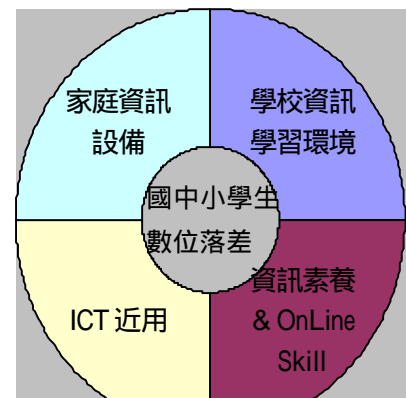 家庭資訊
設備
學校資訊
學習環境
國中小學生
數位落差
ICT 近用
資訊素養
& OnLine
Skill